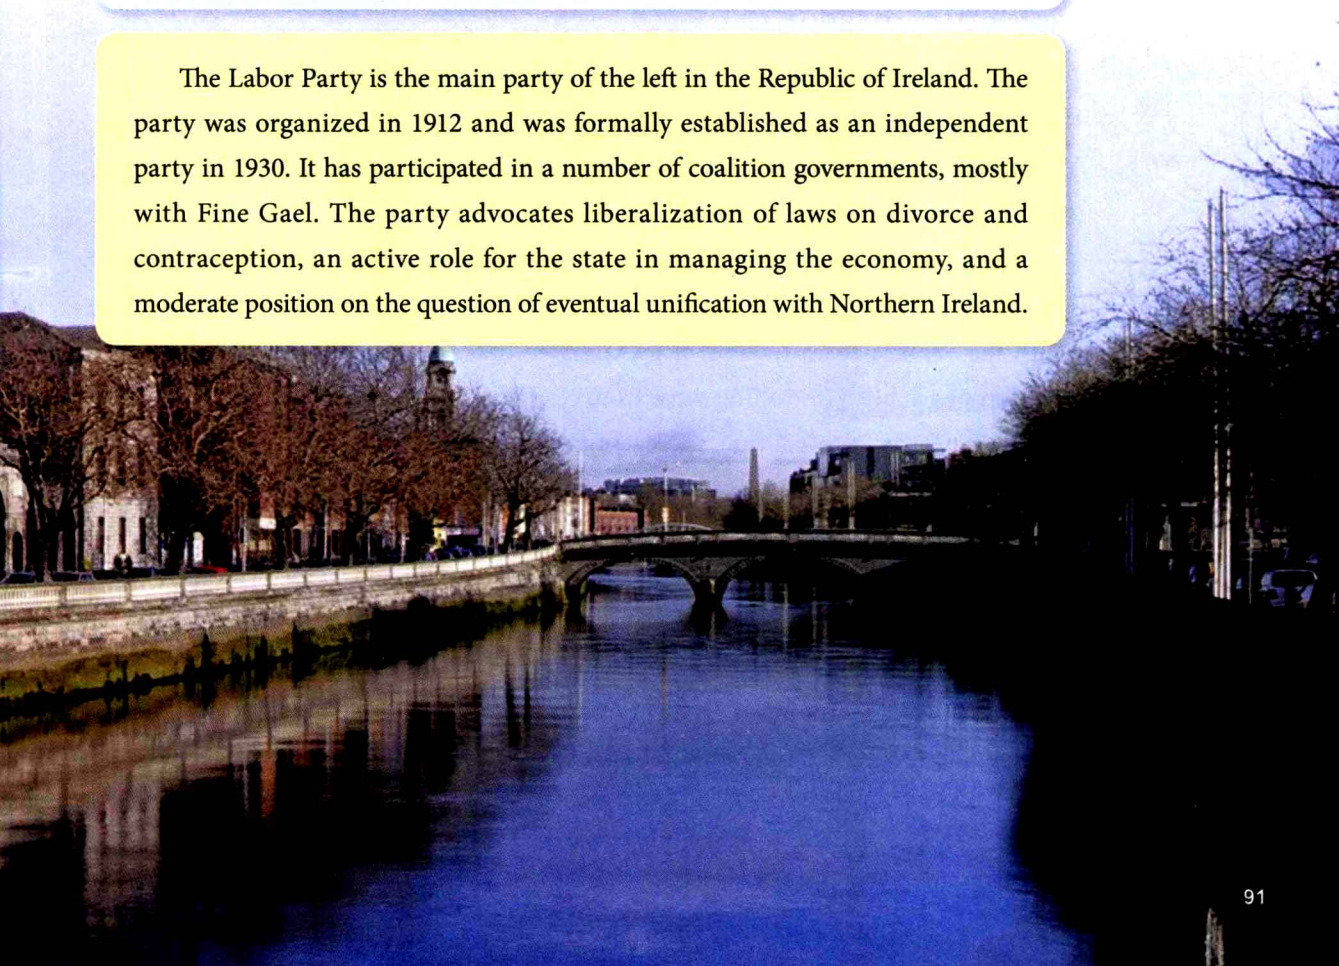 The Labor Party is the main party of the left in the Republic of Ireland. The
party was organized in 1912 and was formally established as an independent
party in 1930. It has participated in a number of coalition governments, mostly
with Fine Gael. The party advocates liberalization of laws on divorce and
contraception, an active role for the state in managing the economy, and a
moderate position on the question of eventual unification with Northern Ireland.
91